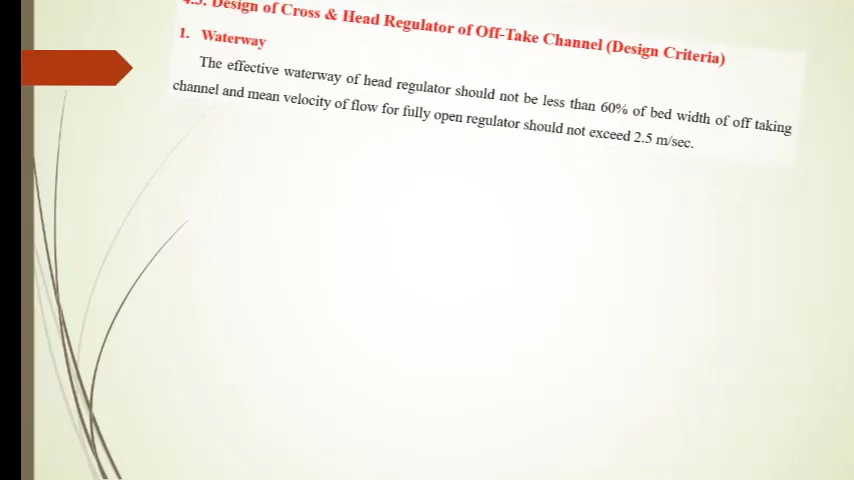 4.3. Design of Cross & Head Regulator of Off-Take Channel (Design Criteria)
1. Waterway
The effective waterway of head regulator should not be less than 60% of bed width of off taking
channel and mean velocity of flow for fully open regulator should not exceed 2.5 m/sec.